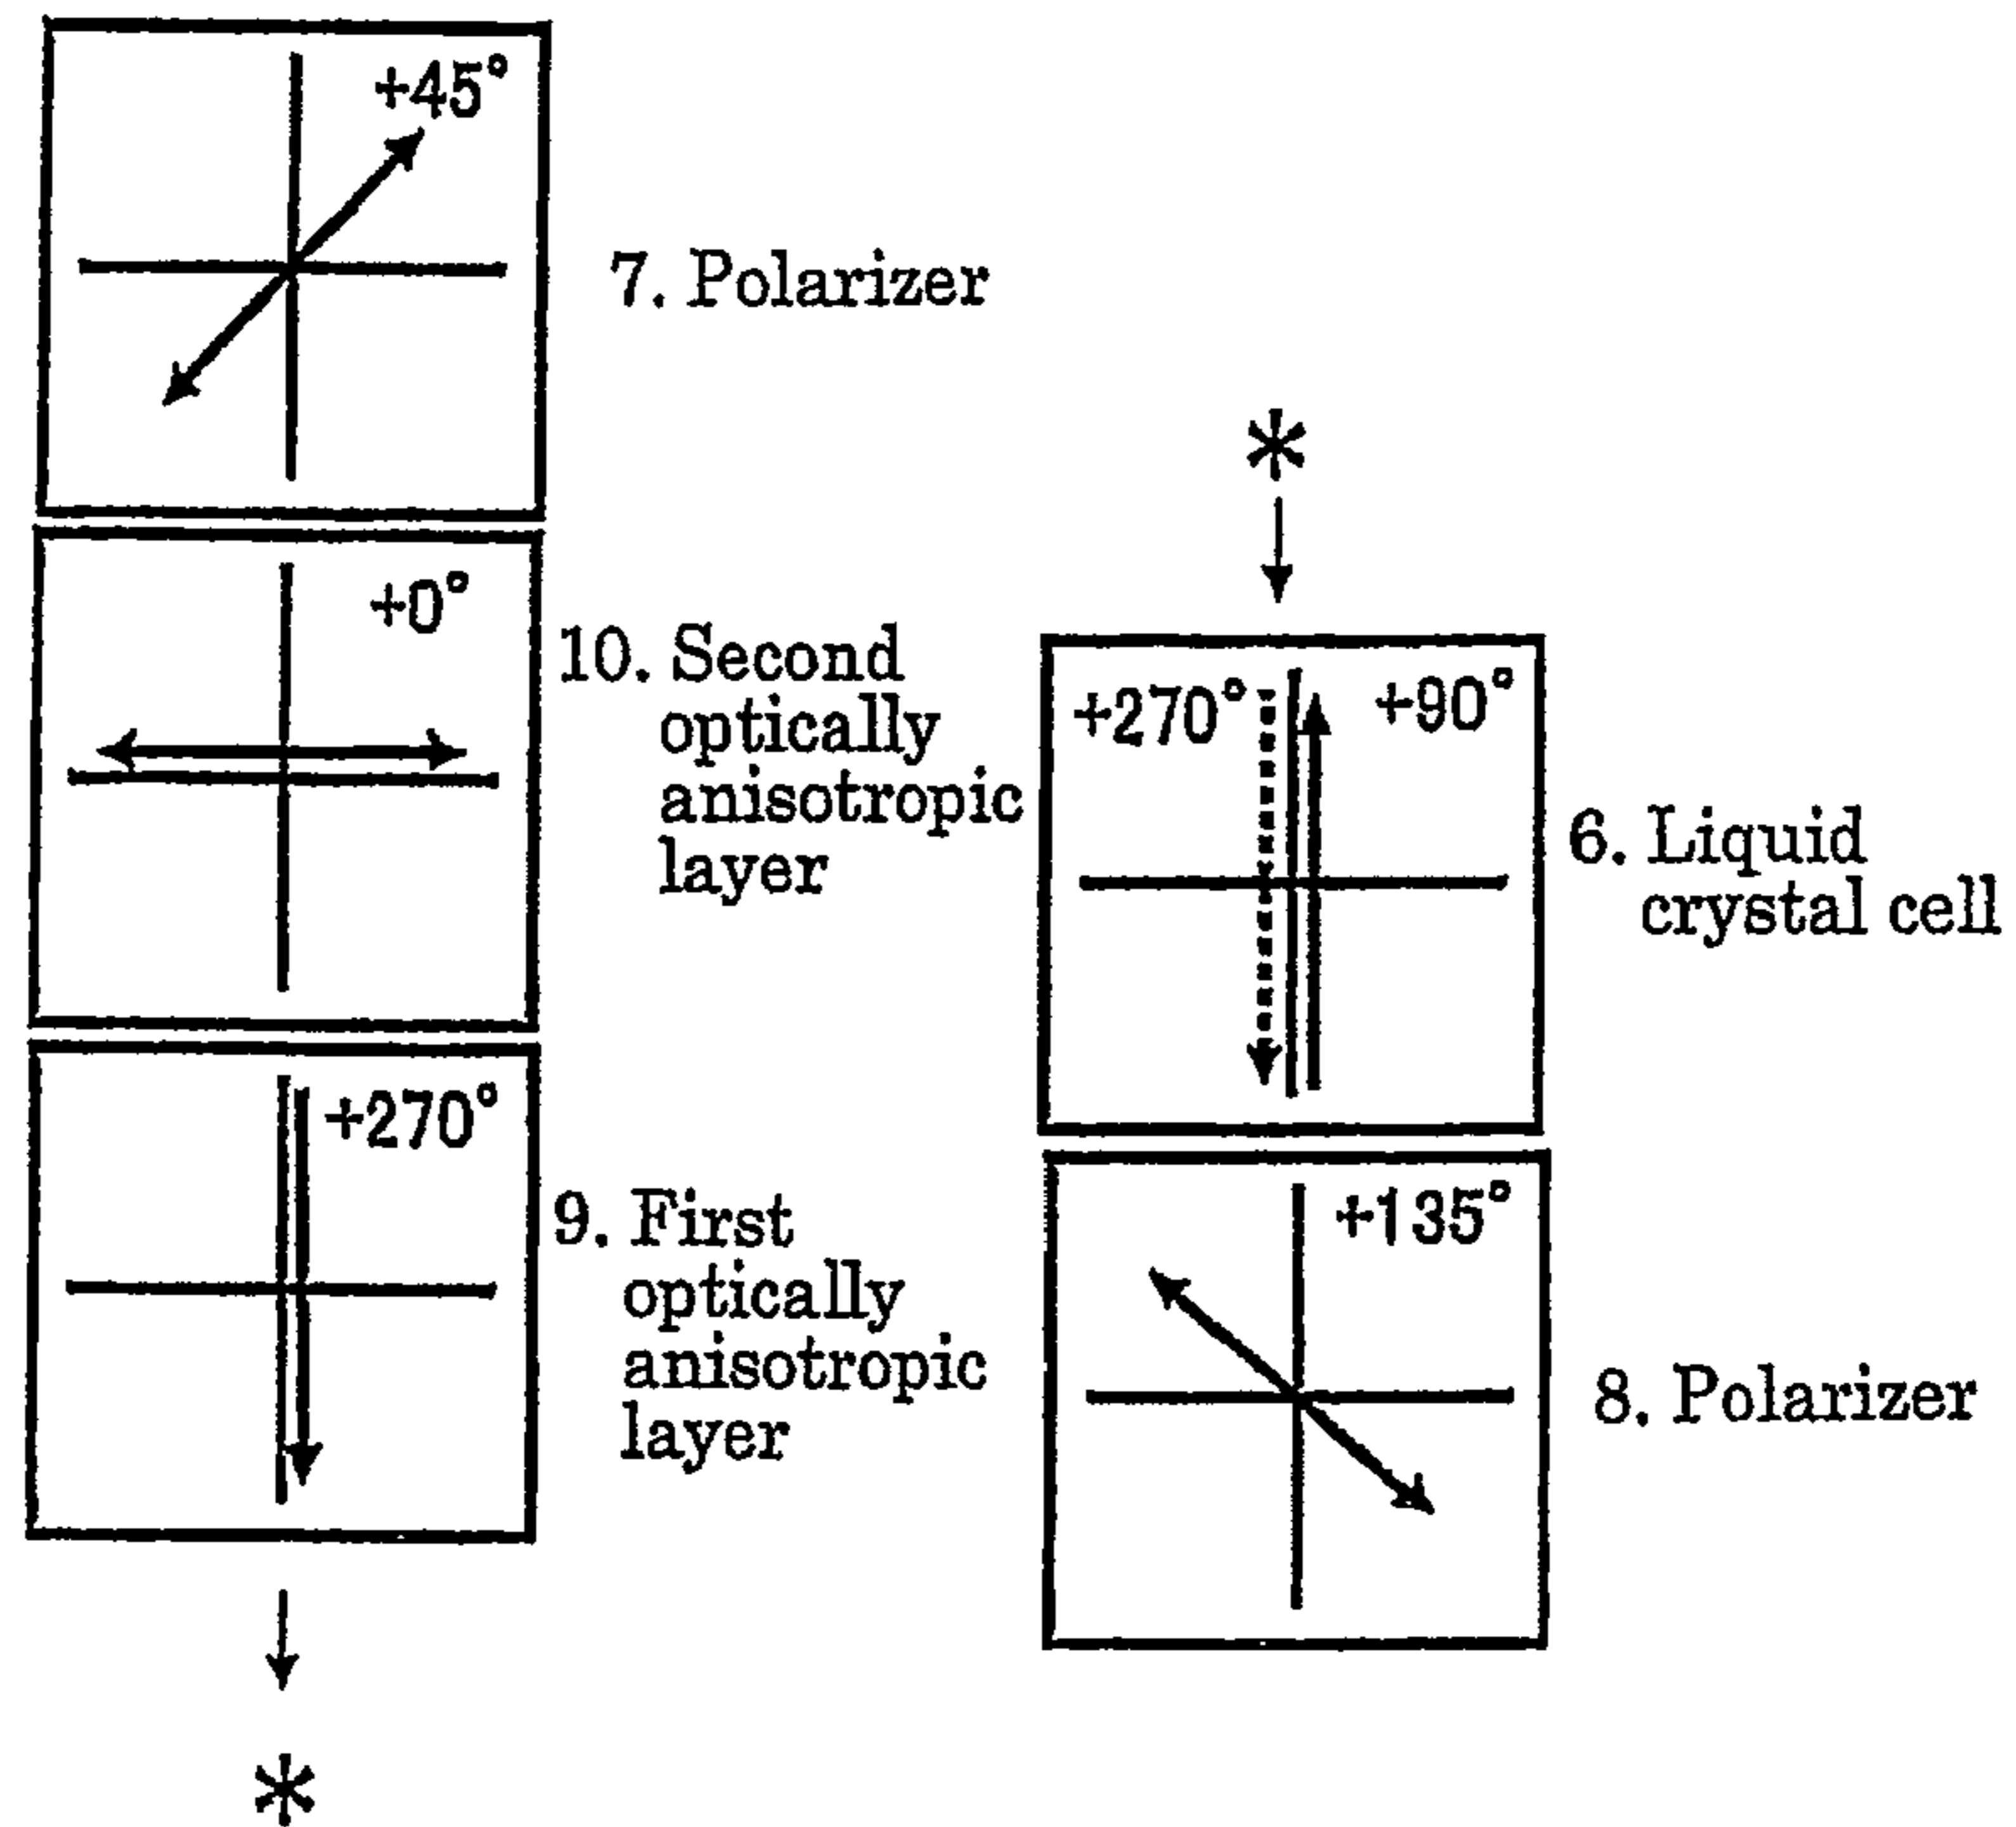 +45°
7. Polarizer
+0°
10. Second
optically
anisotropic
layer
+270°
9. First
optically
anisotropic
layer
*
*
+270°
+90°
6. Liquid
crystal cell
+135°
8. Polarizer